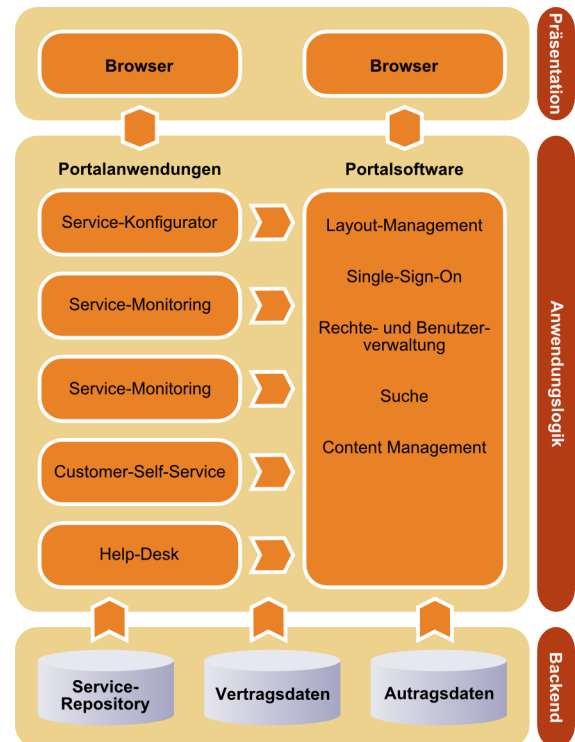 Browser
Browser
Präsentation
Portalanwendungen
Service-Konfigurator
Service-Monitoring
Service-Monitoring
Customer-Self-Service
Help-Desk
Portalsoftware
Layout-Management
Single-Sign-On
Rechte- und Benutzer-
verwaltung
Suche
Content Management
Anwendungslogik
Service-
Repository
Vertragsdaten
Autragsdaten
Backend